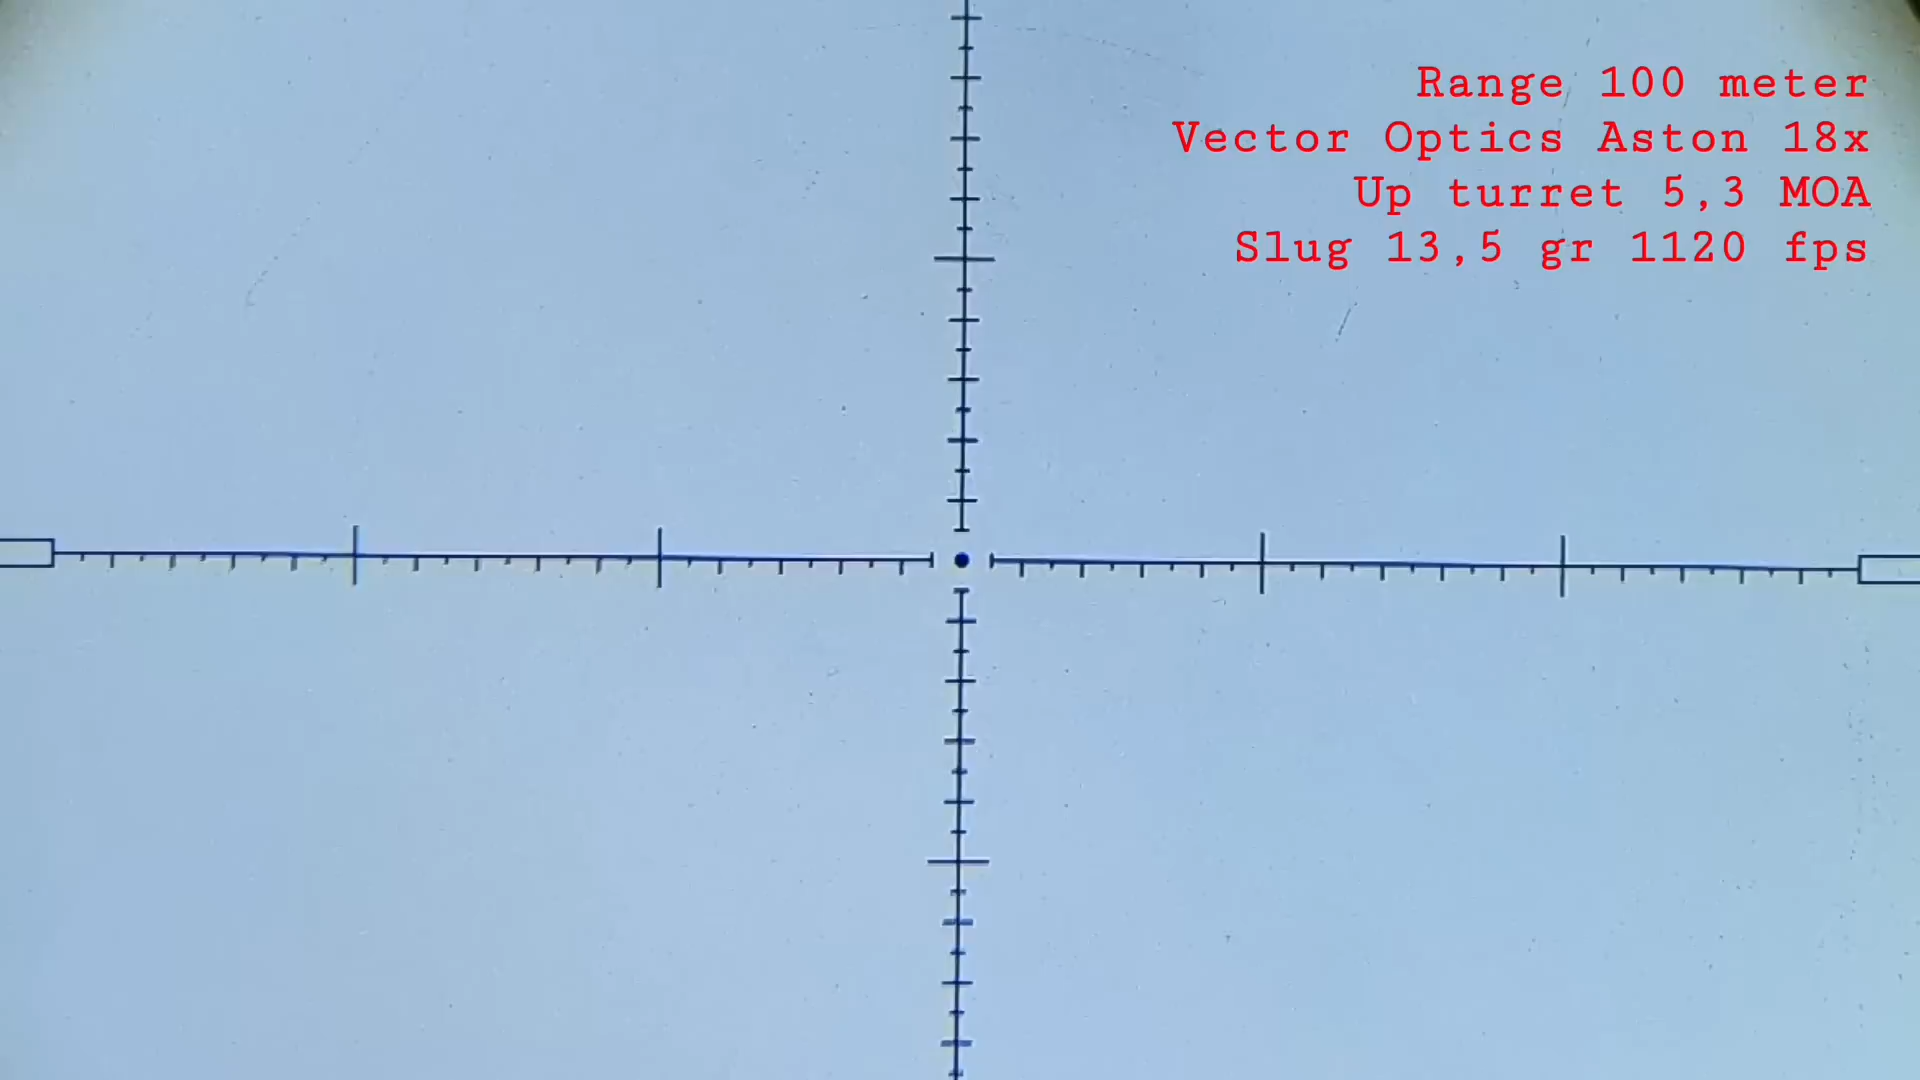 Range 100 meter
Vector Optics Aston 18x
Up turret 5,3 MOA
Slug 13,5 gr 1120 fps